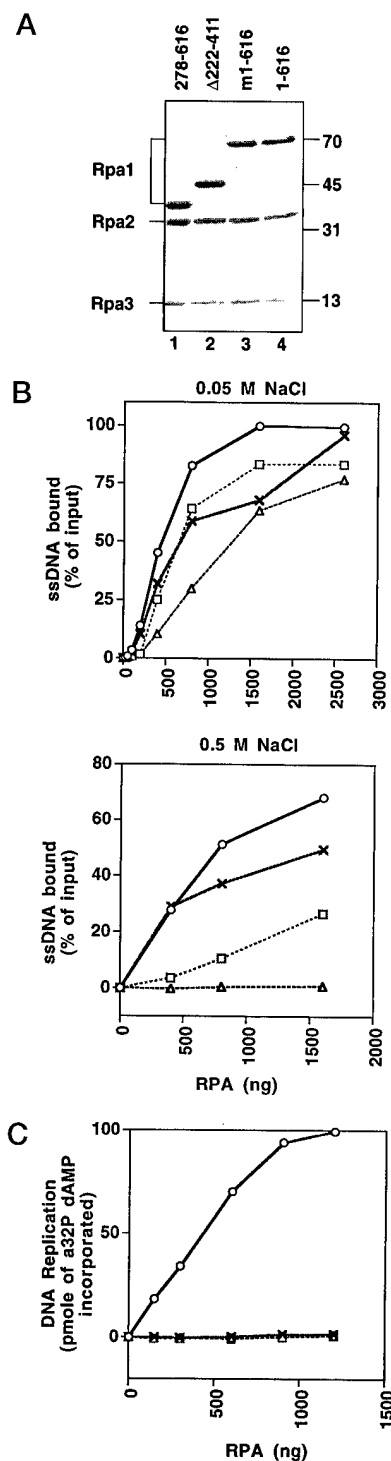 A
278-616
Δ222-411
m1-616
1-616
Rpa1
Rpa2
Rpa3
70
45
31
13
1 2 3 4
B
0.05 M NaCl
ssDNA bound
(% of input)
100
75
50
25
0
0 500 1000 1500 2000 2500 3000
0.5 M NaCl
ssDNA bound
(% of input)
80
60
40
20
0
0 500 1000 1500 2000
RPA (ng)
C
DNA Replication
(pmole of a32P dAMP
incorporated)
100
50
0
0 500 1000 1500
RPA (ng)